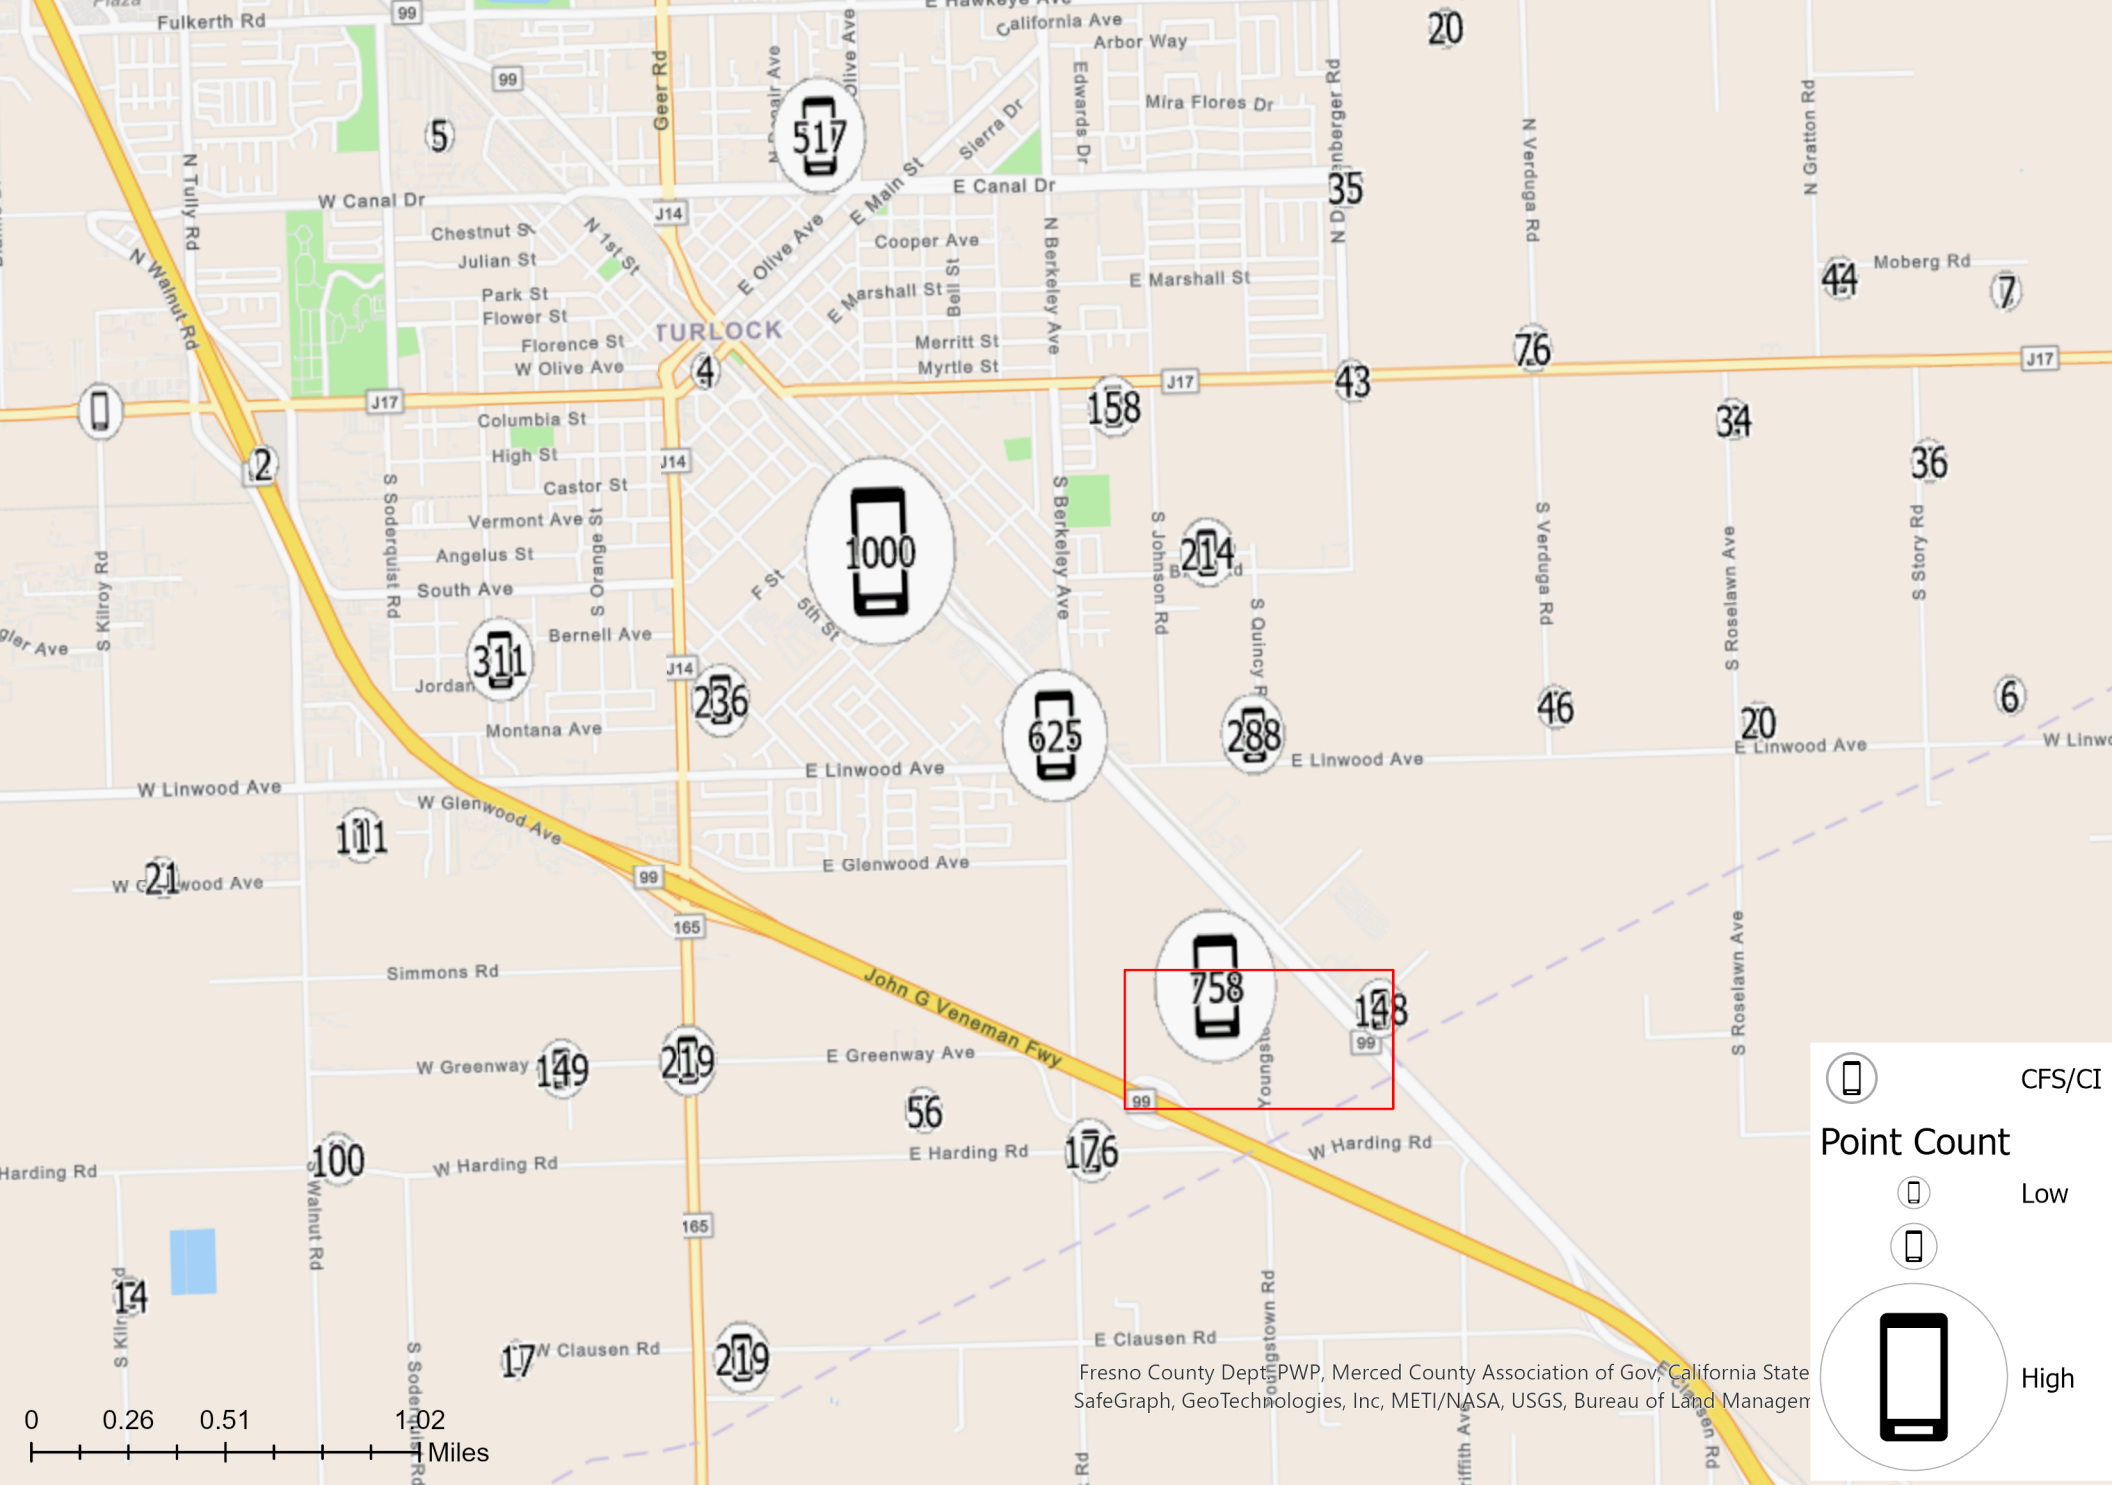 Fulkerth Rd
99
E Hawkeye Ave
California Ave
Arbor Way
20
99
Geer Rd
Olive Ave
Edwards Dr
Mira Flores Dr
Sierra Dr
5
517
N Verduga Rd
N Gratton Rd
N Tully Rd
W Canal Dr
J14
E Main St
E Canal Dr
35
Chestnut St
N 1st St
E Olive Ave
Cooper Ave
N Berkeley Ave
Julian St
N Walnut Rd
Bell St
E Marshall St
E Marshall St
44
Moberg Rd
7
Park St
Flower St
TURLOCK
Florence St
W Olive Ave
4
Merritt St
Myrtle St
76
J17
J17
J17
43
158
Columbia St
34
36
2
High St
J14
Castor St
Vermont Ave
S Orange St
S Soderquist Rd
Angelus St
South Ave
1000
S Berkeley Ave
S Johnson Rd
214
S Verduga Rd
S Roselawn Ave
S Story Rd
S Kilroy Rd
F St
5th St
Bernell Ave
311
Jordan
J14
236
Montana Ave
625
S Quincy R
288
46
20
6
W Linwood Ave
E Linwood Ave
E Linwood Ave
E Linwood Ave
W Linwo
W Glenwood Ave
111
21
99
E Glenwood Ave
165
Simmons Rd
John G Veneman Fwy
758
148
99
S Roselawn Ave
W Greenway
149
219
E Greenway Ave
56
99
176
100
Harding Rd
W Harding Rd
E Harding Rd
W Harding Rd
S Walnut Rd
165
14
17
W Clausen Rd
219
E Clausen Rd
E Clausen Rd
S Soderquist Rd
CFS/CI
Point Count
Low
High
Fresno County Dept. PWP, Merced County Association of Gov, California State
SafeGraph, GeoTechnologies, Inc, METI/NASA, USGS, Bureau of Land Managem
0 0.26 0.51 1.02
Miles